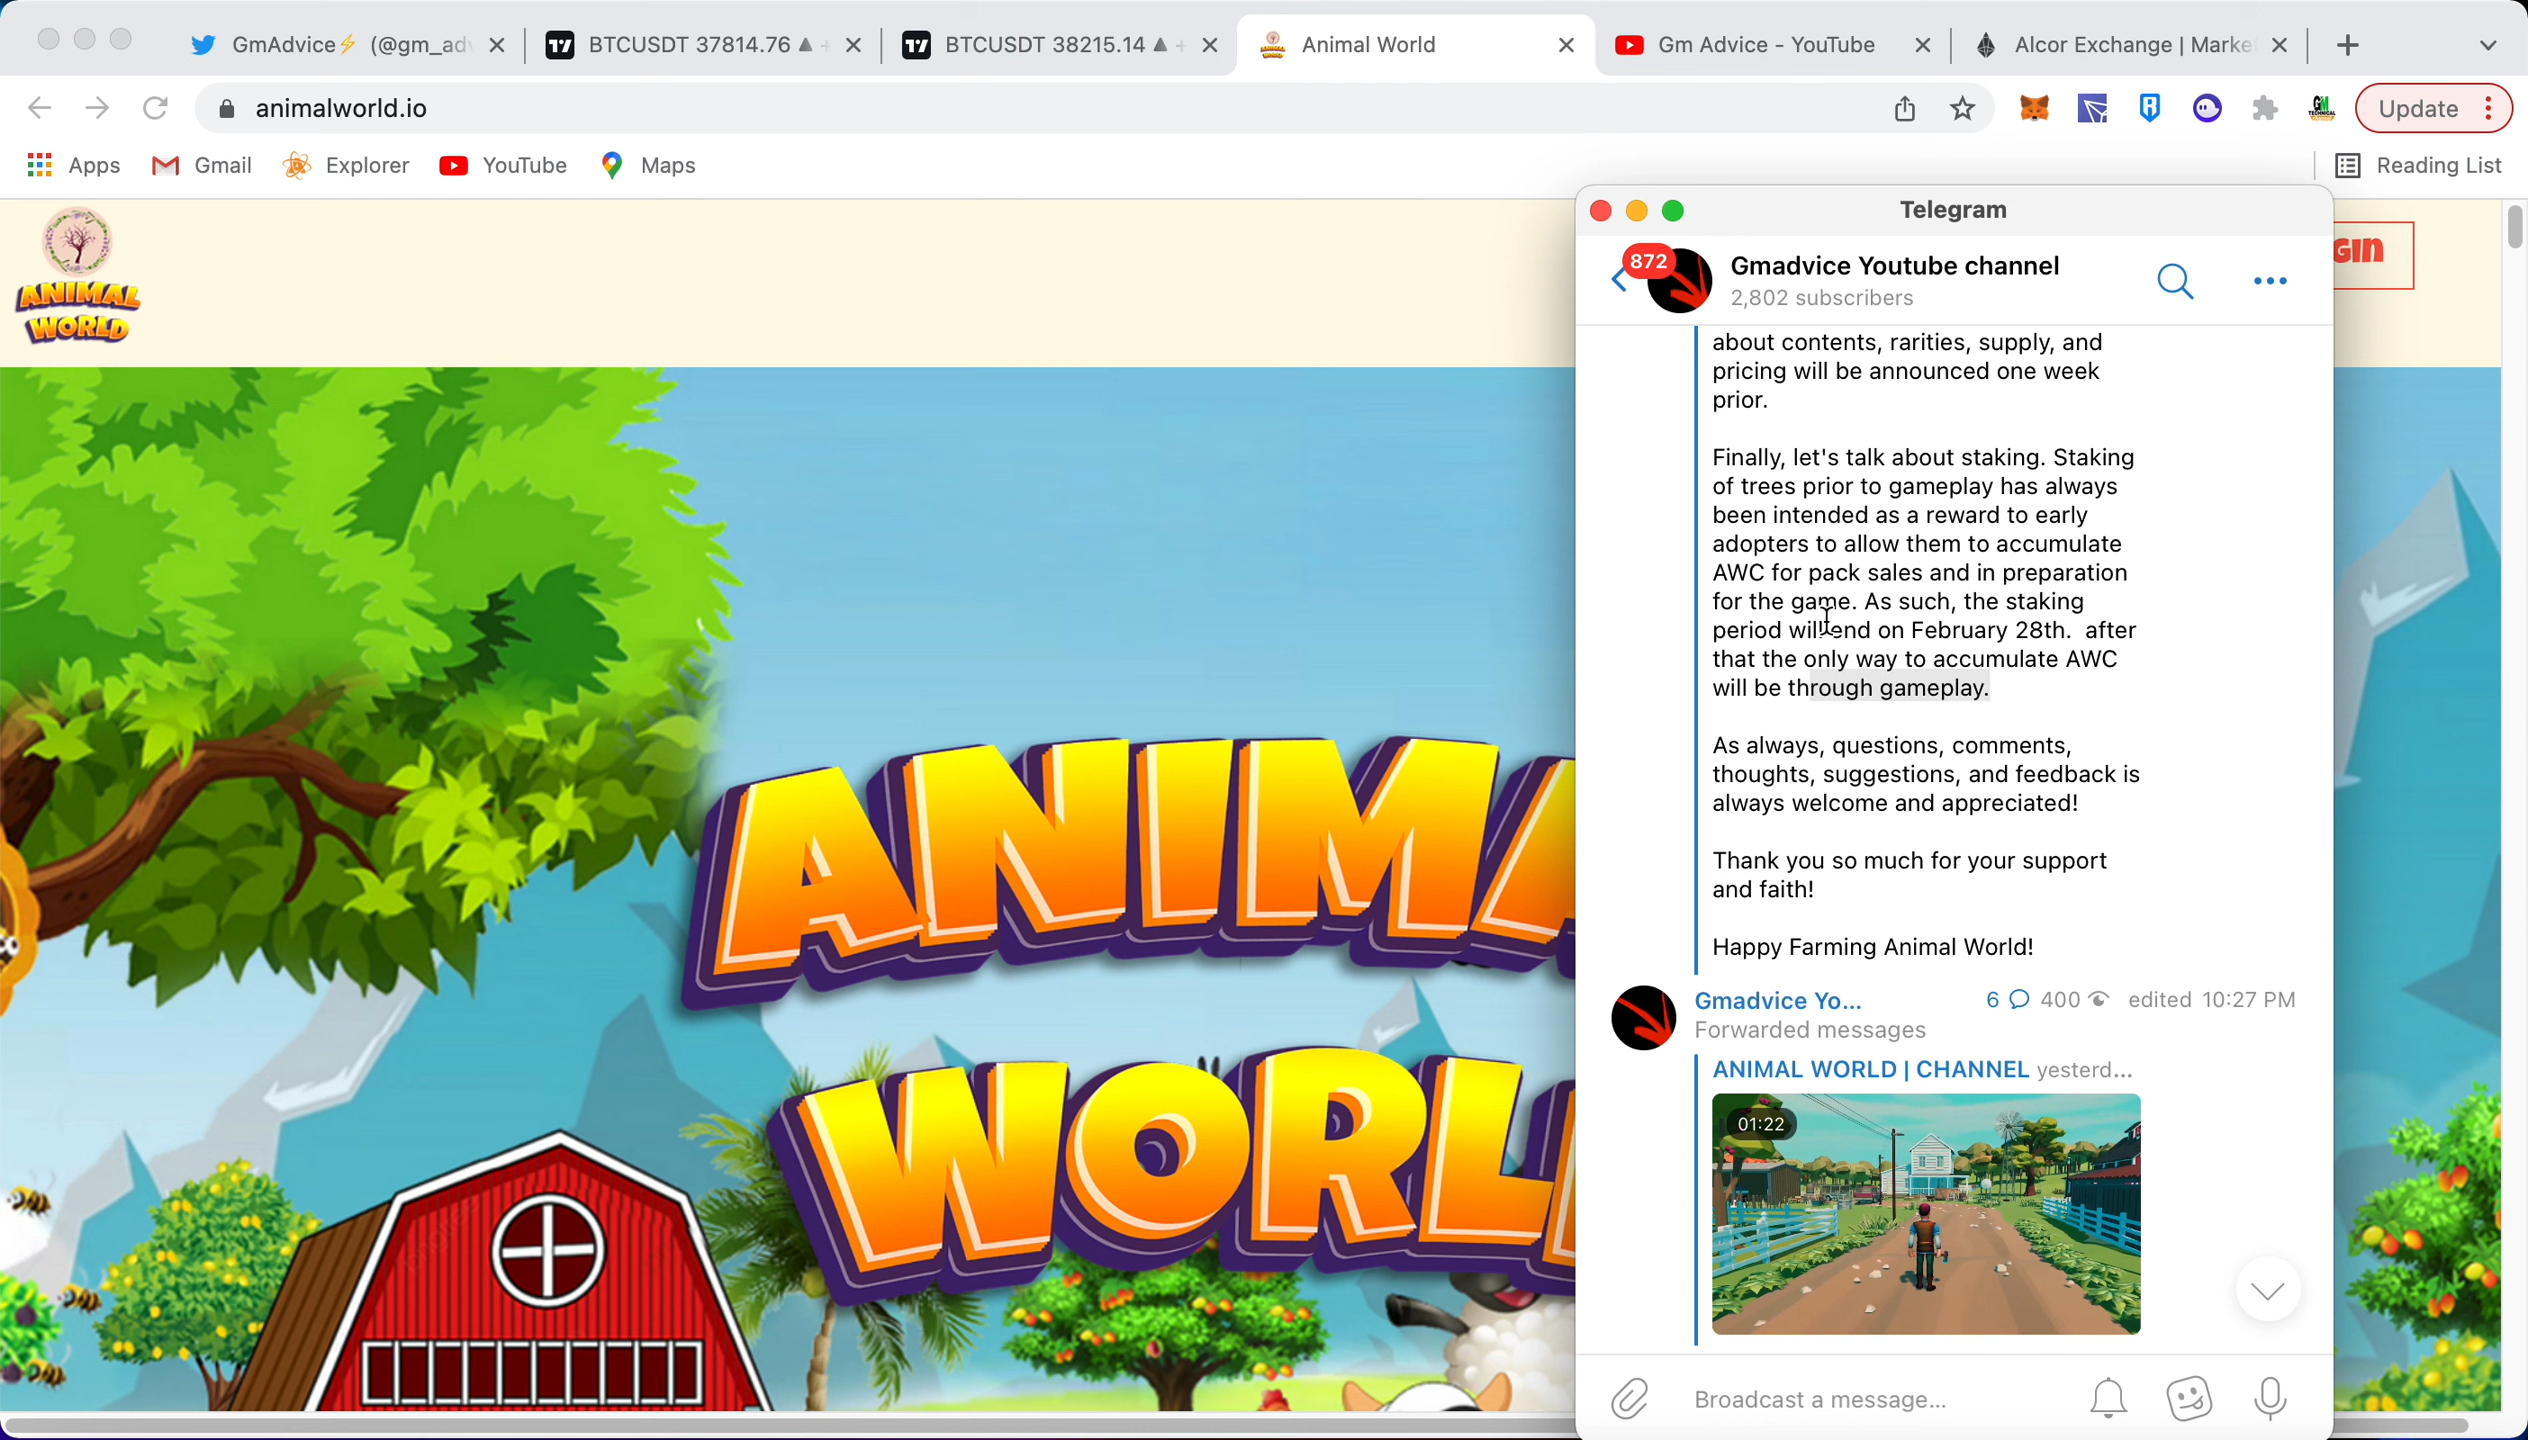 GmAdvice⚡ (@gm_adv
BTCUSDT 37814.76 ▲ +
BTCUSDT 38215.14 ▲ +
Animal World
Gm Advice - YouTube
Alcor Exchange | Market
animalworld.io
Update
Apps
Gmail
Explorer
YouTube
Maps
Reading List
ANIMAL
WORLD
Telegram
872
Gmadvice Youtube channel
2,802 subscribers
about contents, rarities, supply, and
pricing will be announced one week
prior.
Finally, let's talk about staking. Staking
of trees prior to gameplay has always
been intended as a reward to early
adopters to allow them to accumulate
AWC for pack sales and in preparation
for the game. As such, the staking
period will end on February 28th.  after
that the only way to accumulate AWC
will be through gameplay.
As always, questions, comments,
thoughts, suggestions, and feedback is
always welcome and appreciated!
Thank you so much for your support
and faith!
Happy Farming Animal World!
Gmadvice Yo...
6 400 edited 10:27 PM
Forwarded messages
ANIMAL WORLD | CHANNEL yesterd...
01:22
Broadcast a message...
gin
ANIMA
WORL